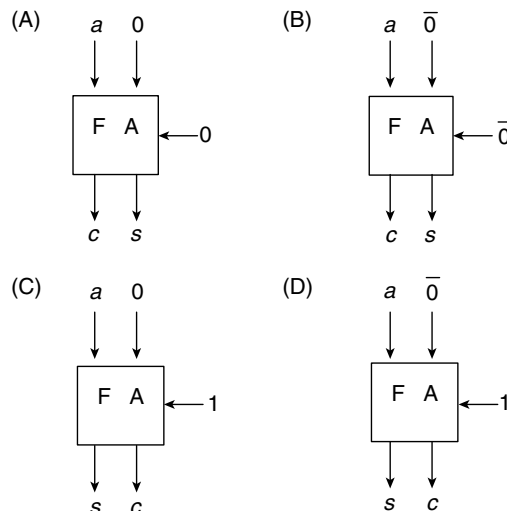 (A) a 0
F A 0
c s
(B) a 0̅
F A 0̅
c s
(C) a 0
F A 1
s c
(D) a 0̅
F A 1
s c